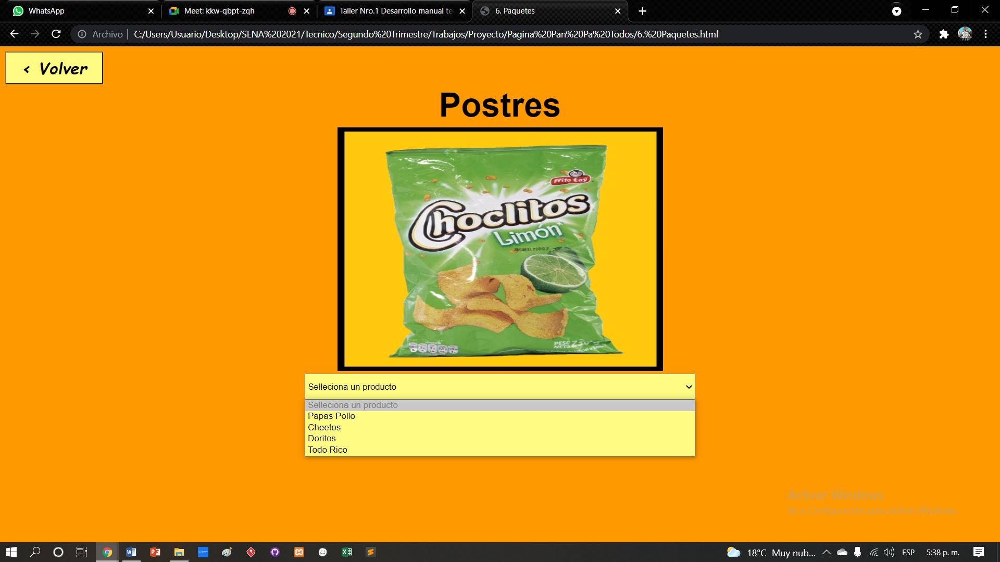 WhatsApp
Meet: kkw-qbpt-zqh
Taller Nro.1 Desarrollo manual te
6. Paquetes
Archivo
C:/Users/Usuario/Desktop/SENA%202021/Tecnico/Segundo%20Trimestre/Trabajos/Proyecto/Pagina%20Pan%20Pa%20Todos/6.%20Paquetes.html
< Volver
Postres
Frito Lay
Choclitos
Limón*
PESO
NETO
Selleciona un producto
Selleciona un producto
Papas Pollo
Cheetos
Doritos
Todo Rico
Activar Windows
Ve a Configuración para activar Windows.
18°C Muy nub...
ESP
5:38 p. m.